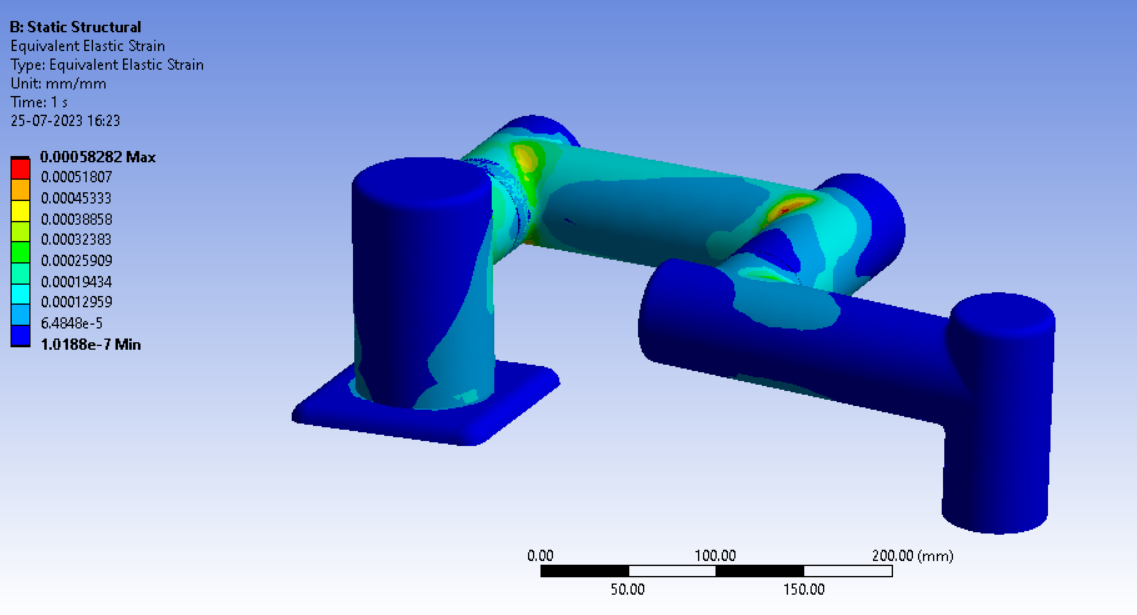 B: Static Structural
Equivalent Elastic Strain
Type: Equivalent Elastic Strain
Unit: mm/mm
Time: 1 s
25-07-2023 16:23
0.00058282 Max
0.00051807
0.00045333
0.00038858
0.00032383
0.00025909
0.00019434
0.00012959
6.4848e-5
1.0188e-7 Min
0.00 100.00 200.00 (mm)
50.00 150.00